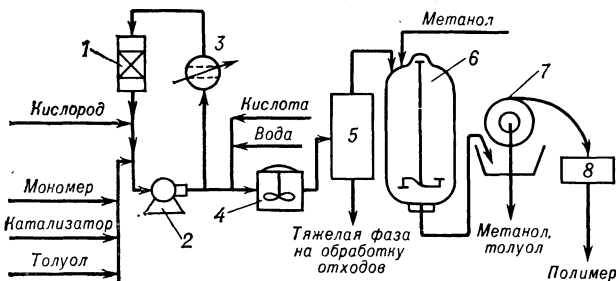 Метанол
1
3
6
7
Кислород
Кислота
Вода
5
8
Мономер
4
Катализатор
2
Толуол
Тяжелая фаза
на обработку
отходов
Метанол,
толуол
Полимер